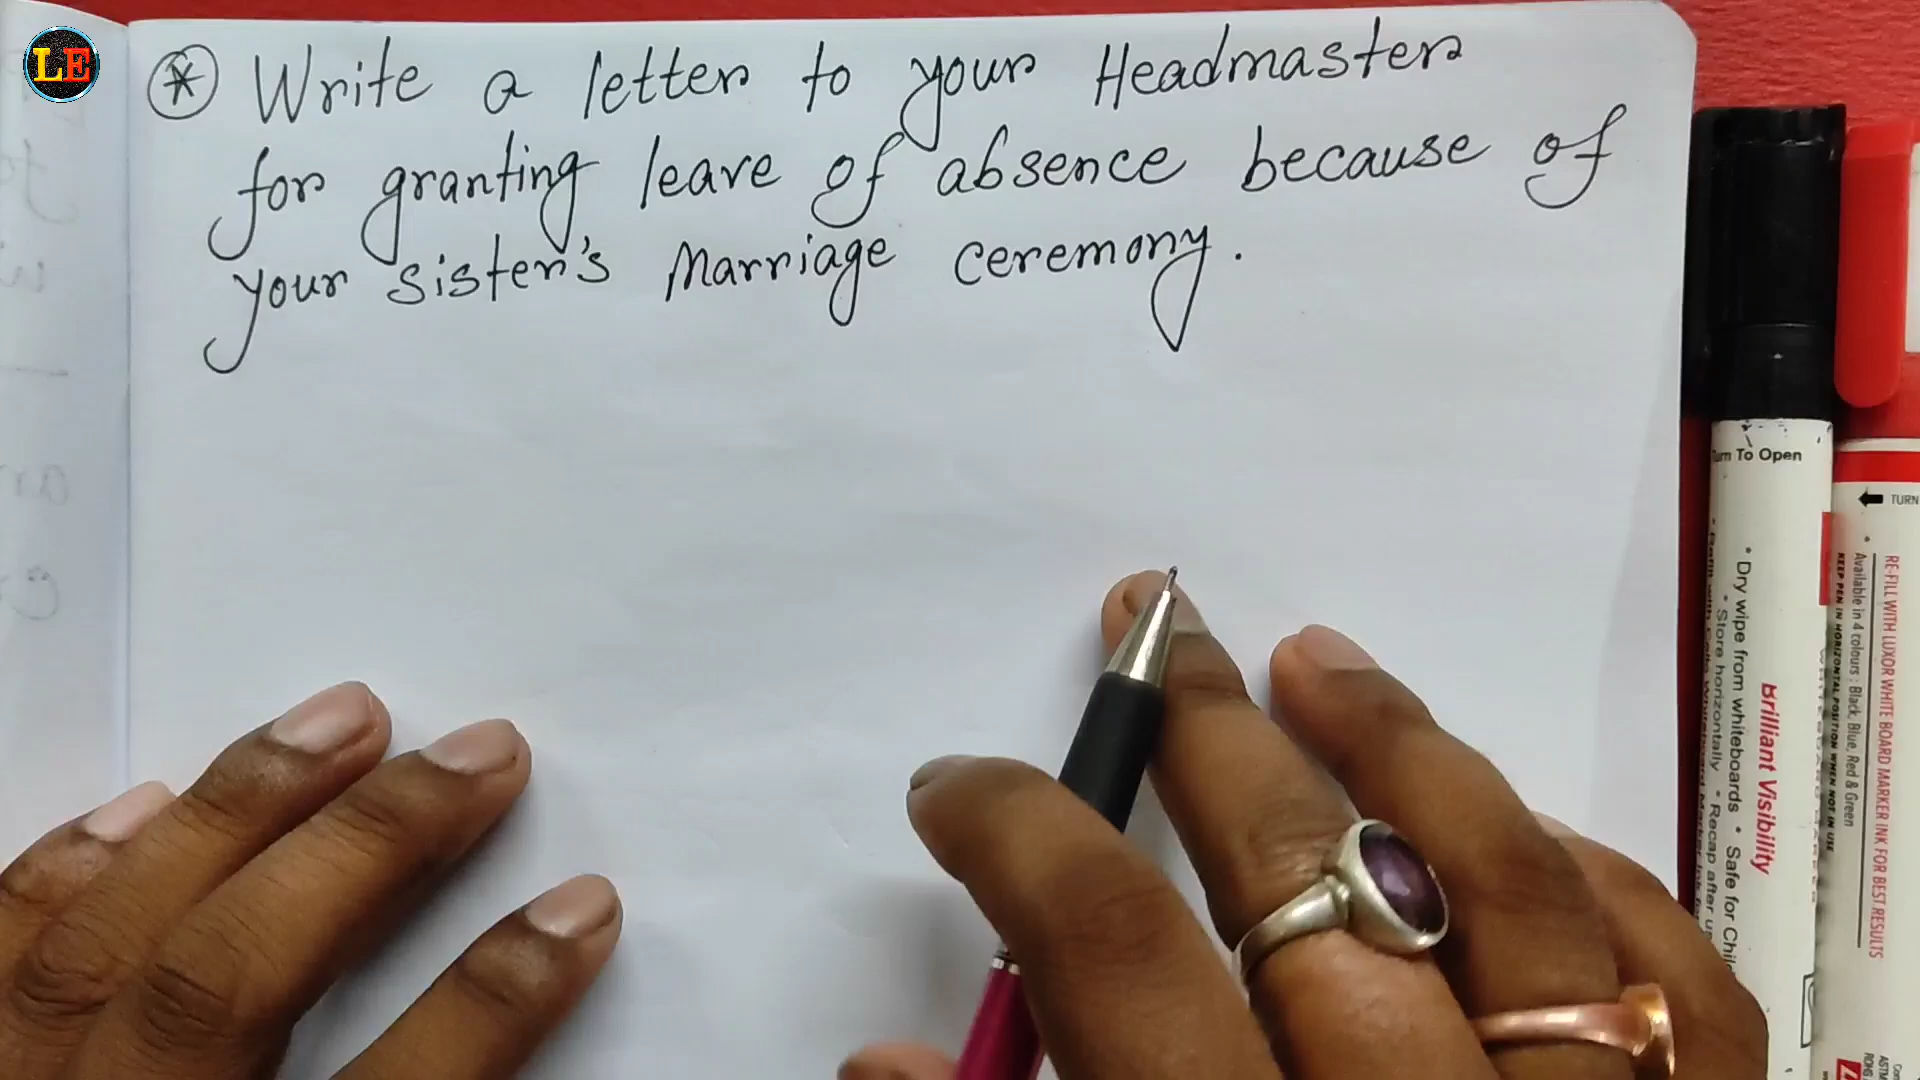 LE
* Write a letter to your Headmaster
for granting leave of absence because of
your sister's Marriage ceremony.
Turn To Open
TURN
* Dry wipe from whiteboards * Safe for
* Store horizontally * Recap after
Brilliant Visibility
RE-FILL WITH LUXOR WHITE BOARD MARKER INK FOR BEST RESULTS
* Available in 4 colours : Black, Blue, Red & Green
KEEP PEN IN HORIZONTAL POSITION WHEN NOT IN USE